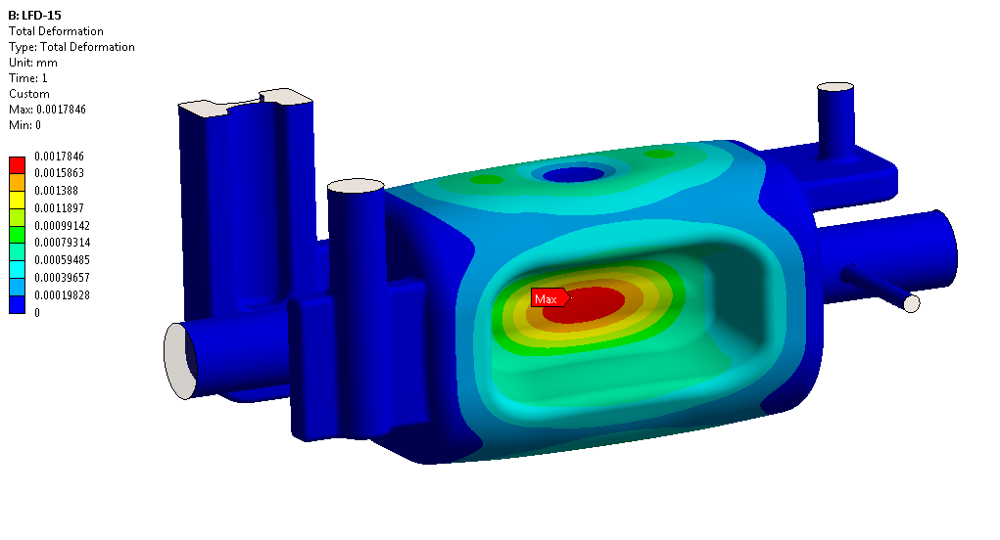 B: LFD-15
Total Deformation
Type: Total Deformation
Unit: mm
Time: 1
Custom
Max: 0.0017846
Min: 0
0.0017846
0.0015863
0.001388
0.0011897
0.00099142
0.00079314
0.00059485
0.00039657
0.00019828
0
Max